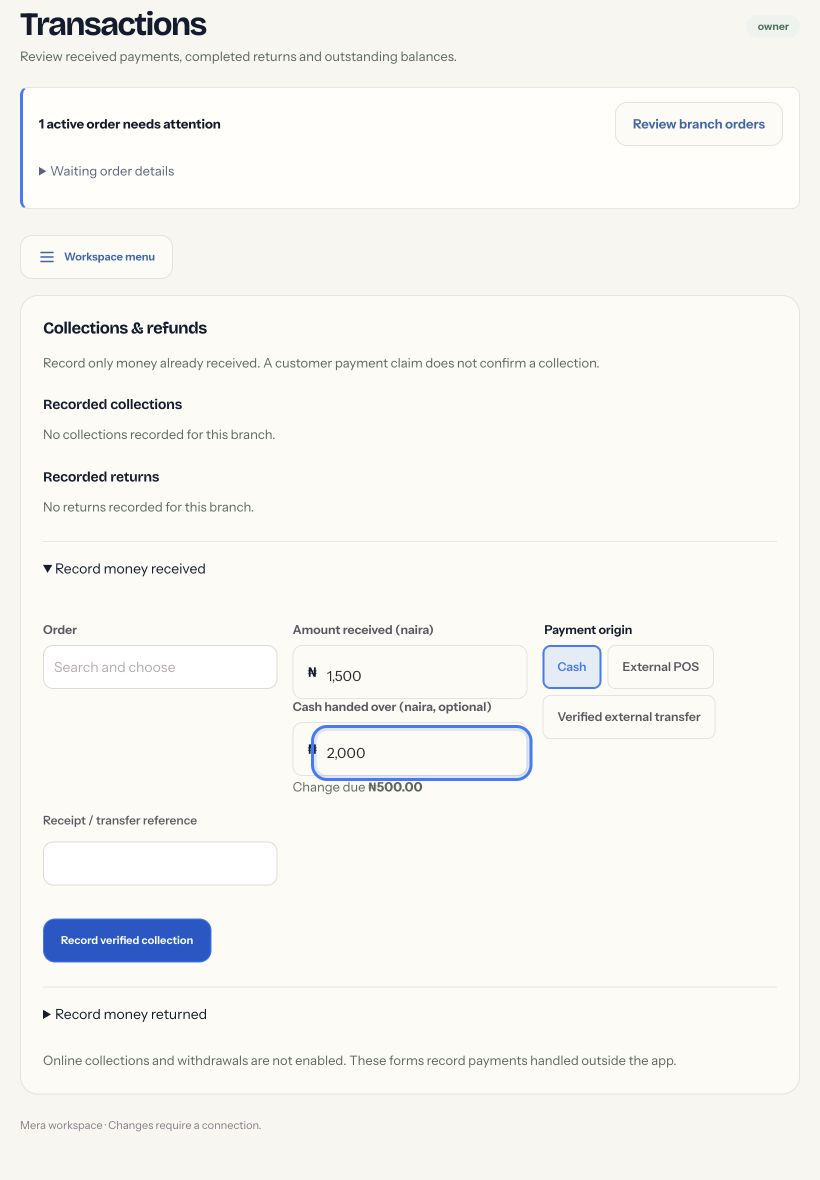 Transactions
owner
Review received payments, completed returns and outstanding balances.
1 active order needs attention
Review branch orders
Waiting order details
Workspace menu
Collections & refunds
Record only money already received. A customer payment claim does not confirm a collection.
Recorded collections
No collections recorded for this branch.
Recorded returns
No returns recorded for this branch.
Record money received
Order
Amount received (naira)
Payment origin
Search and choose
₦ 1,500
Cash
External POS
Cash handed over (naira, optional)
Verified external transfer
₦ 2,000
Change due ₦500.00
Receipt / transfer reference
Record verified collection
Record money returned
Online collections and withdrawals are not enabled. These forms record payments handled outside the app.
Mera workspace · Changes require a connection.